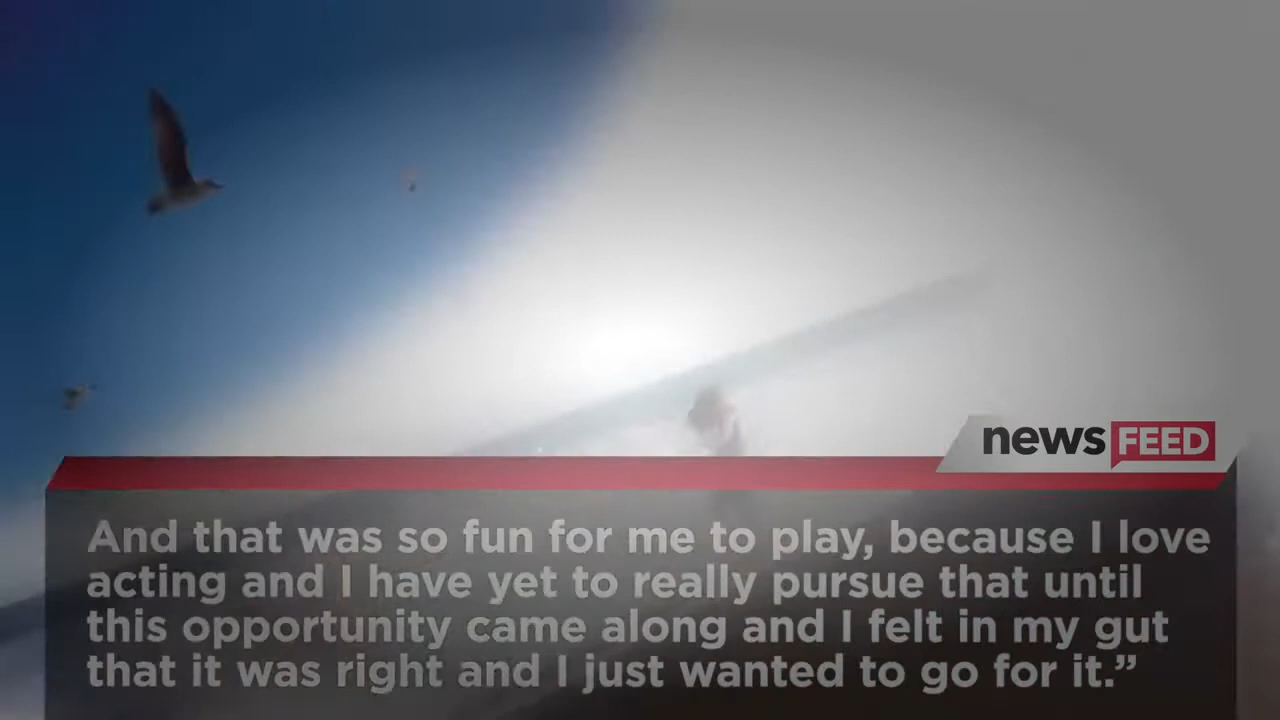 newsFEED
And that was so fun for me to play, because I love
acting and I have yet to really pursue that until
this opportunity came along and I felt in my gut
that it was right and I just wanted to go for it.”